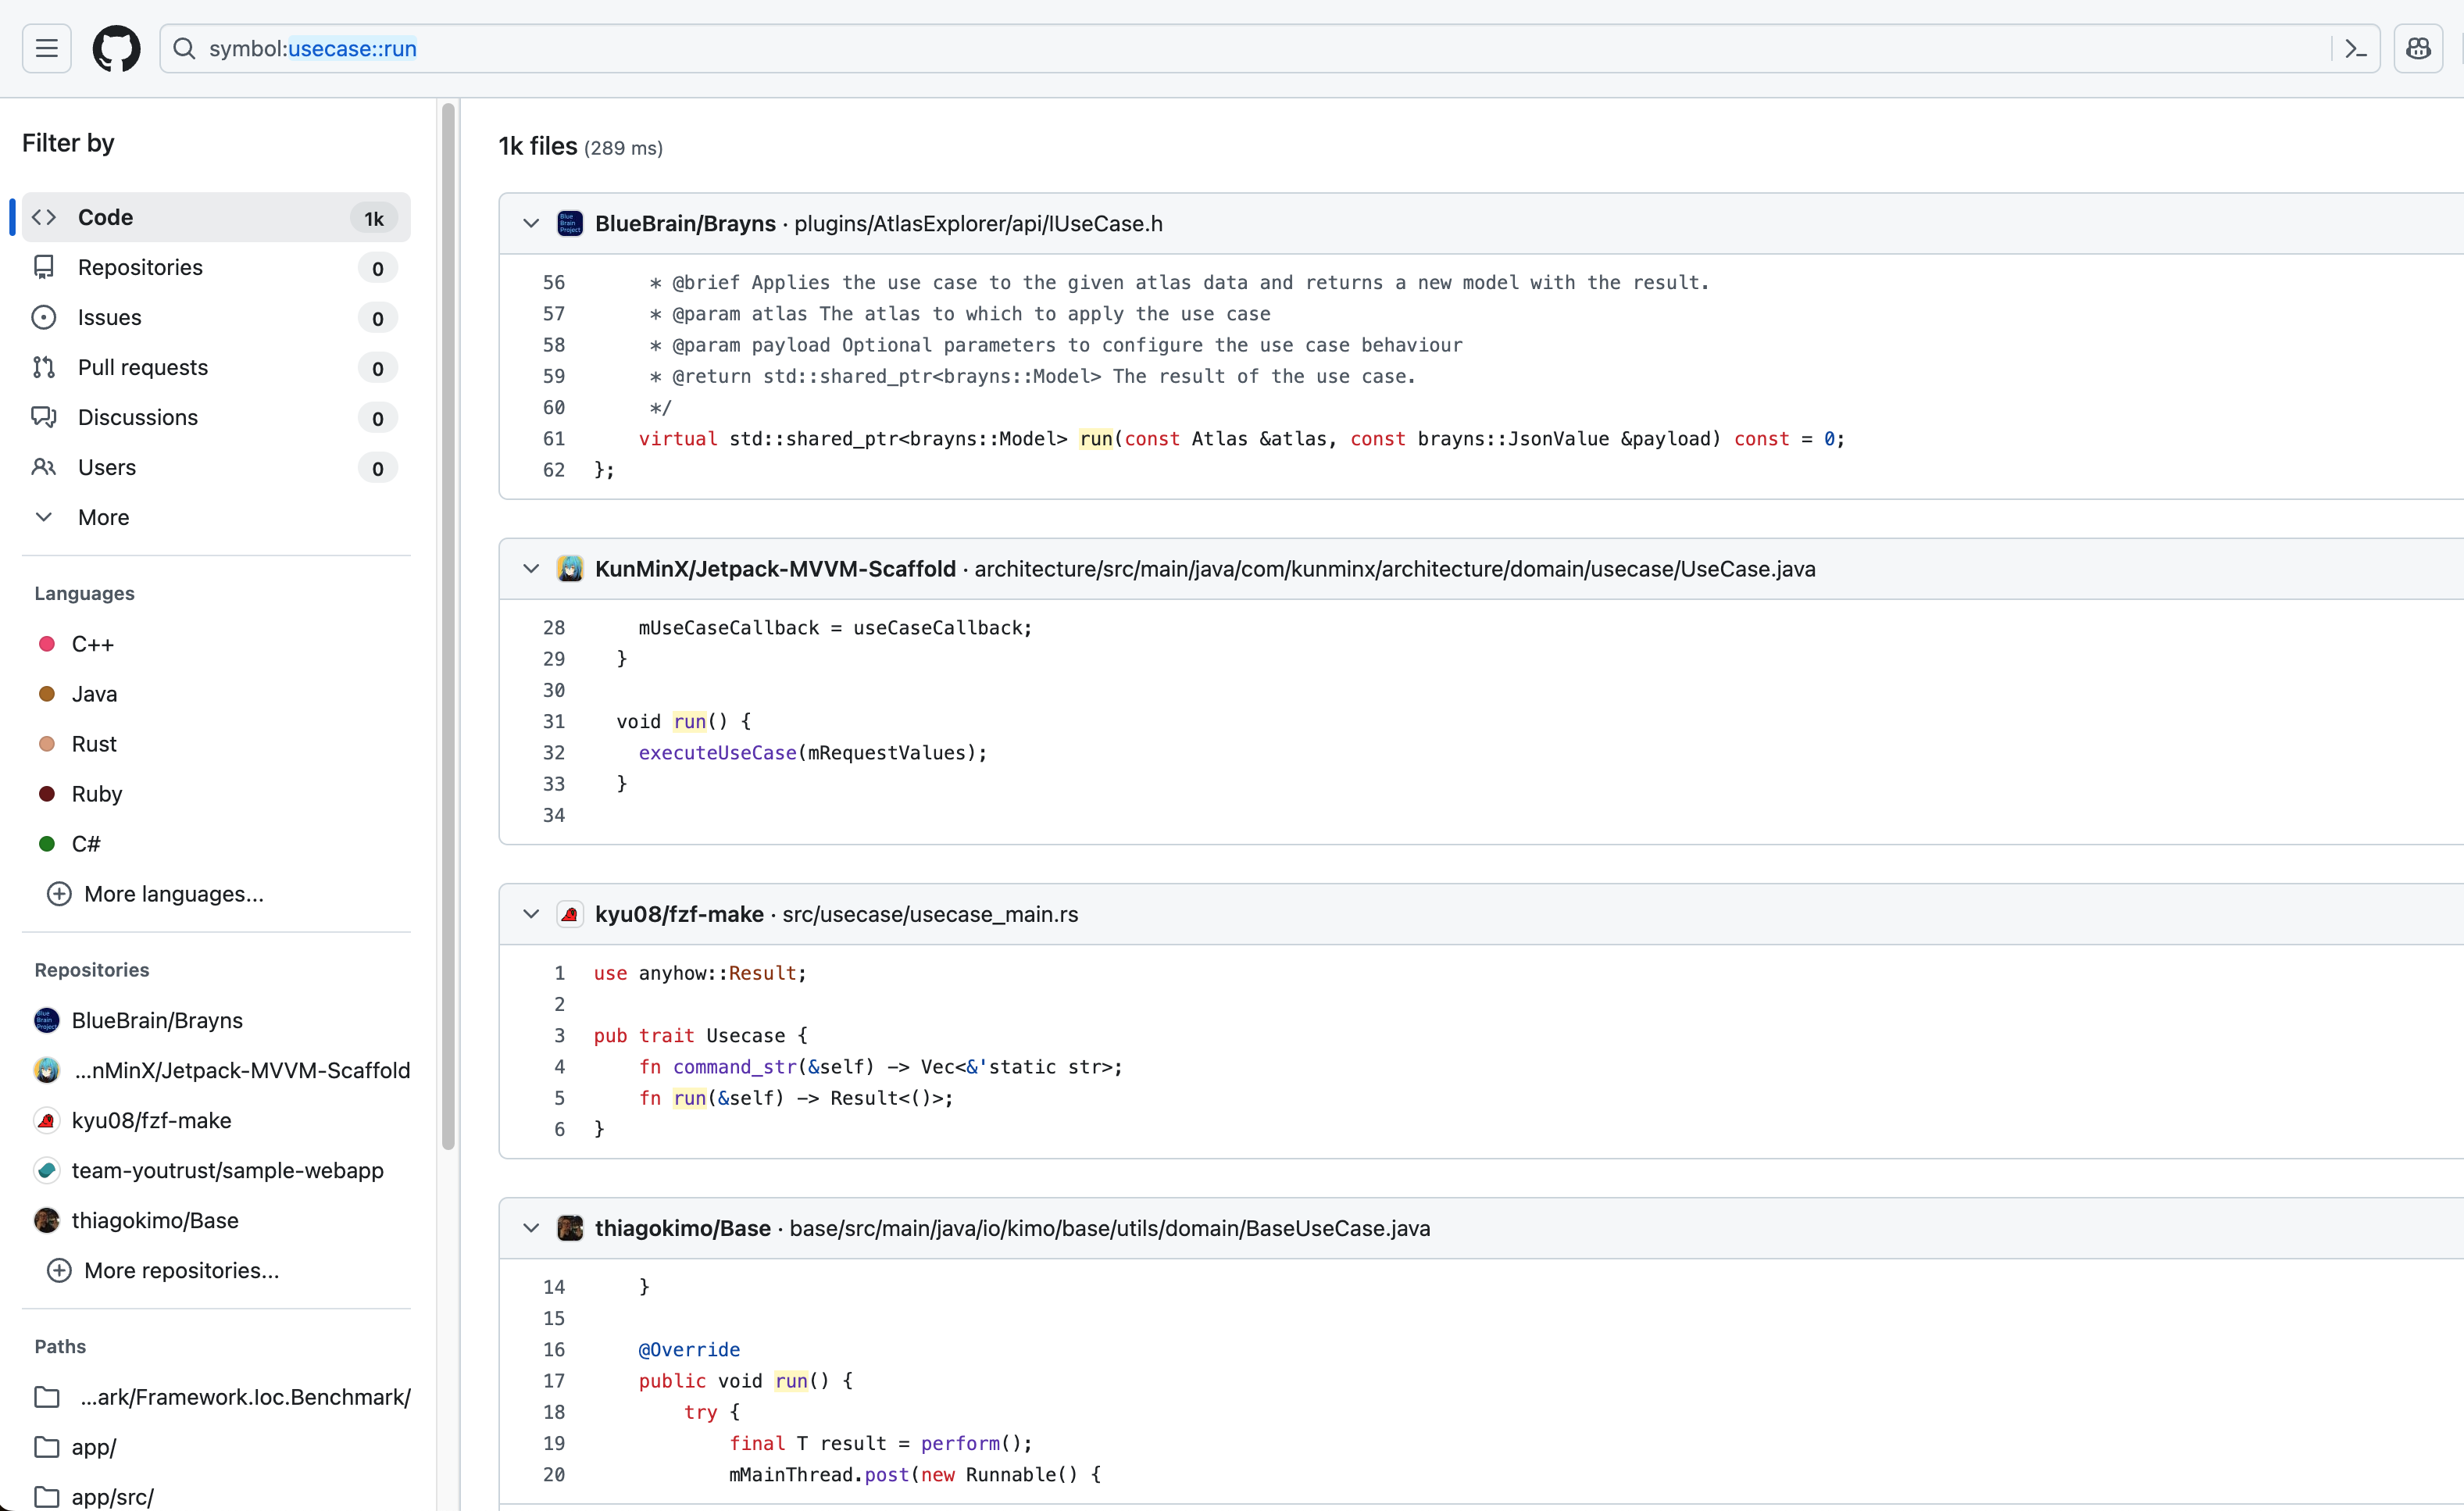 symbol:usecase::run
Filter by
Code 1k
Repositories 0
Issues 0
Pull requests 0
Discussions 0
Users 0
More
Languages
C++
Java
Rust
Ruby
C#
More languages...
Repositories
BlueBrain/Brayns
...nMinX/Jetpack-MVVM-Scaffold
kyu08/fzf-make
team-youtrust/sample-webapp
thiagokimo/Base
More repositories...
Paths
...ark/Framework.Ioc.Benchmark/
app/
app/src/
1k files (289 ms)
Blue Brain Project BlueBrain/Brayns · plugins/AtlasExplorer/api/IUseCase.h
56 * @brief Applies the use case to the given atlas data and returns a new model with the result.
57 * @param atlas The atlas to which to apply the use case
58 * @param payload Optional parameters to configure the use case behaviour
59 * @return std::shared_ptr<brayns::Model> The result of the use case.
60 */
61 virtual std::shared_ptr<brayns::Model> run(const Atlas &atlas, const brayns::JsonValue &payload) const = 0;
62 };
KunMinX/Jetpack-MVVM-Scaffold · architecture/src/main/java/com/kunminx/architecture/domain/usecase/UseCase.java
28 mUseCaseCallback = useCaseCallback;
29 }
30
31 void run() {
32 executeUseCase(mRequestValues);
33 }
34
kyu08/fzf-make · src/usecase/usecase_main.rs
1 use anyhow::Result;
2
3 pub trait Usecase {
4 fn command_str(&self) -> Vec<&'static str>;
5 fn run(&self) -> Result<()>;
6 }
thiagokimo/Base · base/src/main/java/io/kimo/base/utils/domain/BaseUseCase.java
14 }
15
16 @Override
17 public void run() {
18 try {
19 final T result = perform();
20 mMainThread.post(new Runnable() {